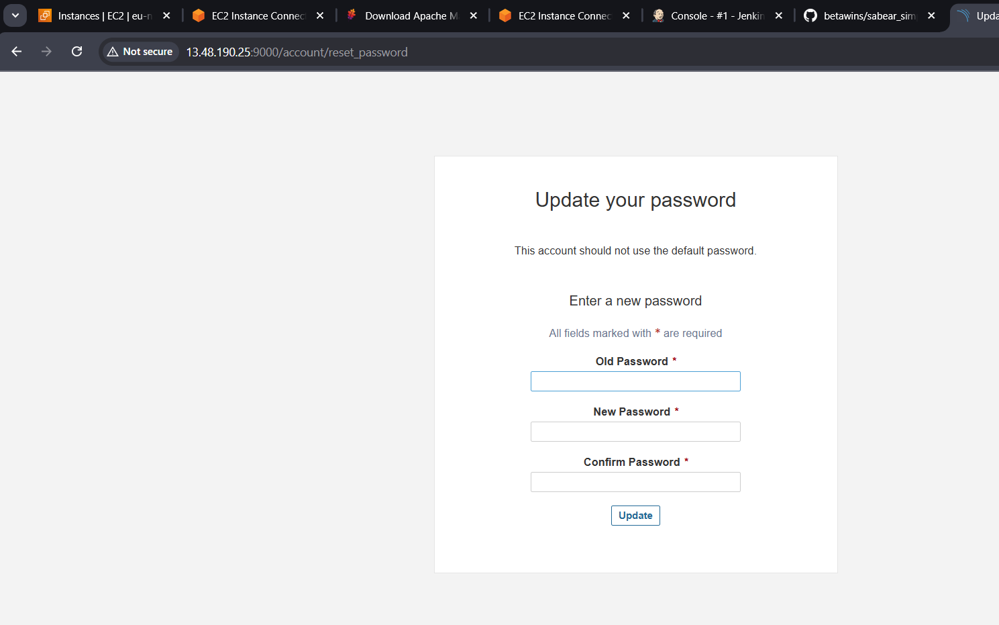 Instances | EC2 | eu-n
EC2 Instance Connec
Download Apache M
EC2 Instance Connec
Console - #1 - Jenkin
betawins/sabear_sim
Upda
Not secure
13.48.190.25:9000/account/reset_password
Update your password
This account should not use the default password.
Enter a new password
All fields marked with * are required
Old Password *
New Password *
Confirm Password *
Update